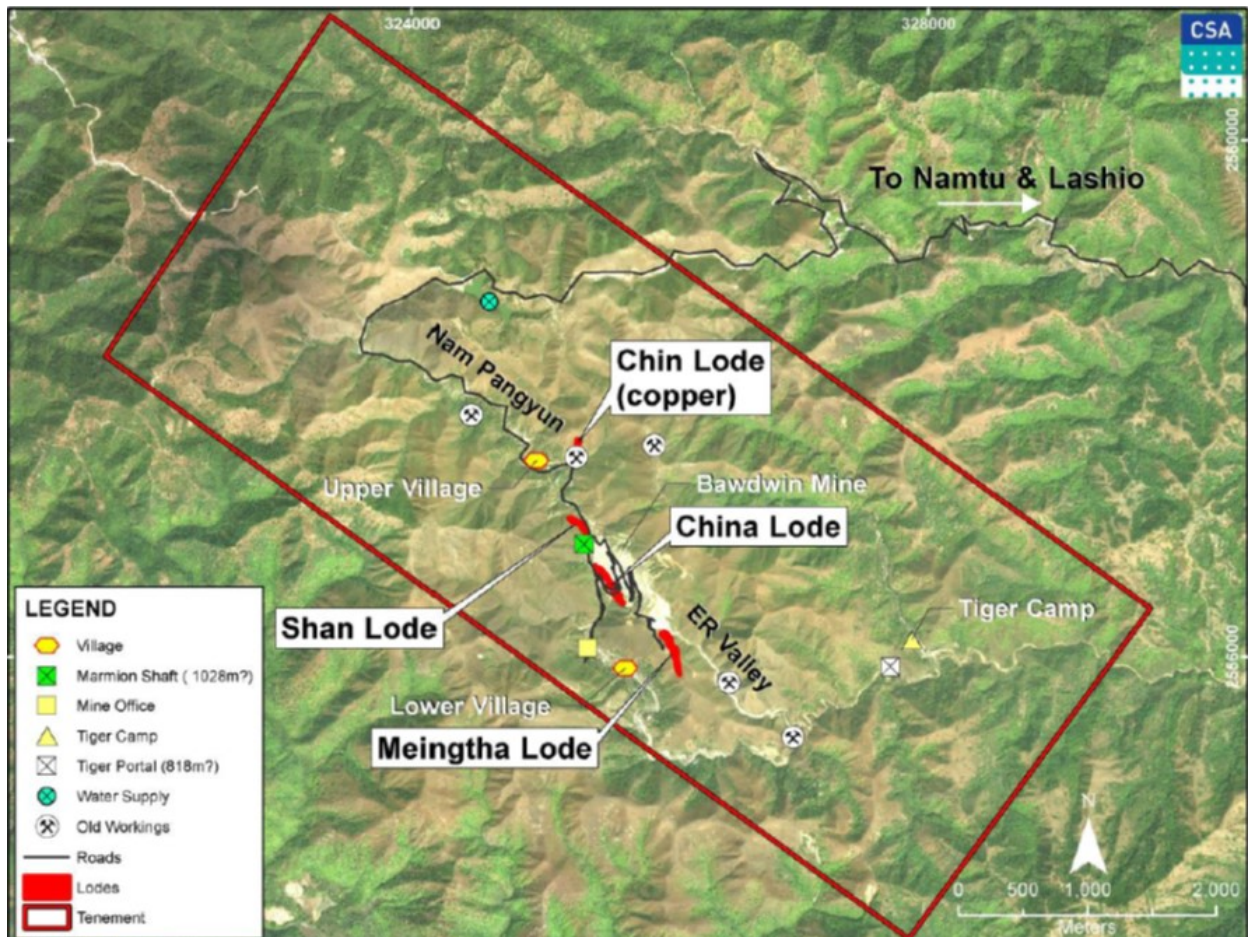 324000
328000
CSA
2560000
To Namtu & Lashio
Nam Pangyun
Chin Lode
(copper)
Upper Village
Bawdwin Mine
China Lode
Shan Lode
ER Valley
Tiger Camp
2556000
Lower Village
Meingtha Lode
LEGEND
Village
Marmion Shaft ( 1028m?)
Mine Office
Tiger Camp
Tiger Portal (818m?)
Water Supply
Old Workings
Roads
Lodes
Tenement
N
0 500 1,000 2,000
Meters